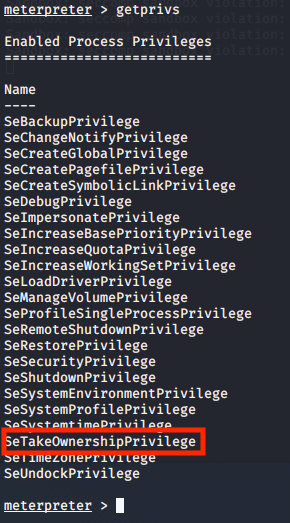 meterpreter > getprivs
Enabled Process Privileges
==========================
Name
----
SeBackupPrivilege
SeChangeNotifyPrivilege
SeCreateGlobalPrivilege
SeCreatePagefilePrivilege
SeCreateSymbolicLinkPrivilege
SeDebugPrivilege
SeImpersonatePrivilege
SeIncreaseBasePriorityPrivilege
SeIncreaseQuotaPrivilege
SeIncreaseWorkingSetPrivilege
SeLoadDriverPrivilege
SeManageVolumePrivilege
SeProfileSingleProcessPrivilege
SeRemoteShutdownPrivilege
SeRestorePrivilege
SeSecurityPrivilege
SeShutdownPrivilege
SeSystemEnvironmentPrivilege
SeSystemProfilePrivilege
SeSystemtimePrivilege
SeTakeOwnershipPrivilege
SeTimeZonePrivilege
SeUndockPrivilege
meterpreter >